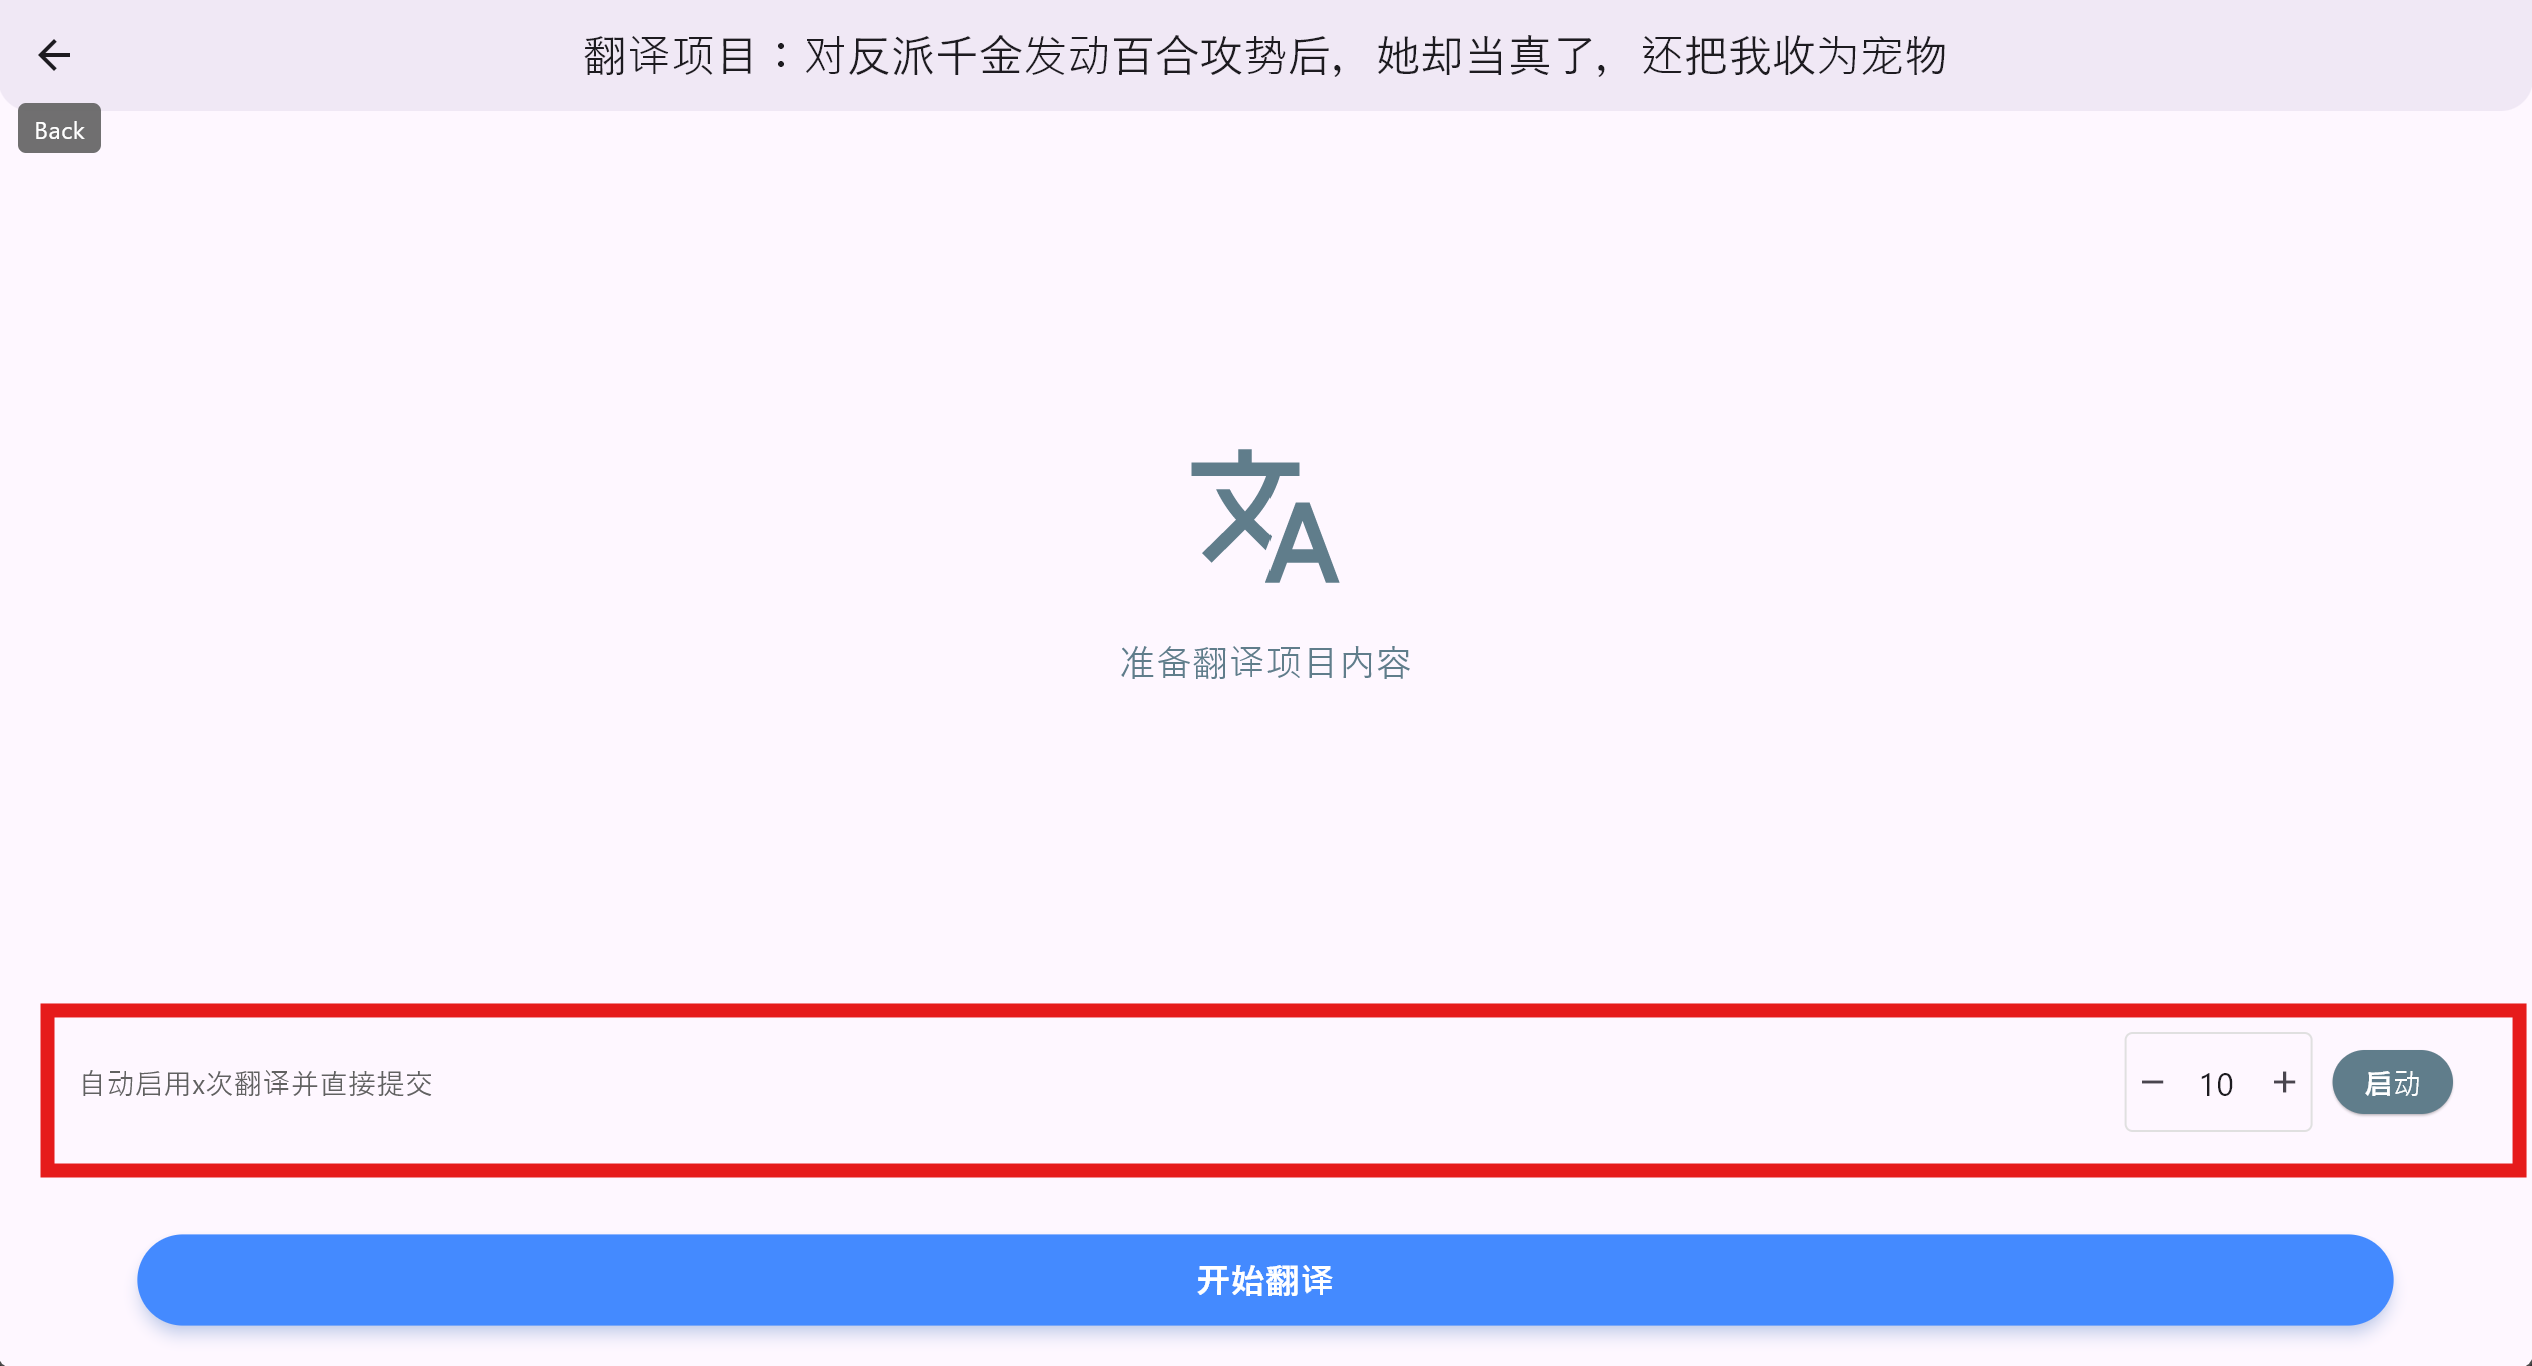 翻译项目：对反派千金发动百合攻势后，她却当真了，还把我收为宠物
Back
文A
准备翻译项目内容
自动启用x次翻译并直接提交
− 10 + 启动
开始翻译